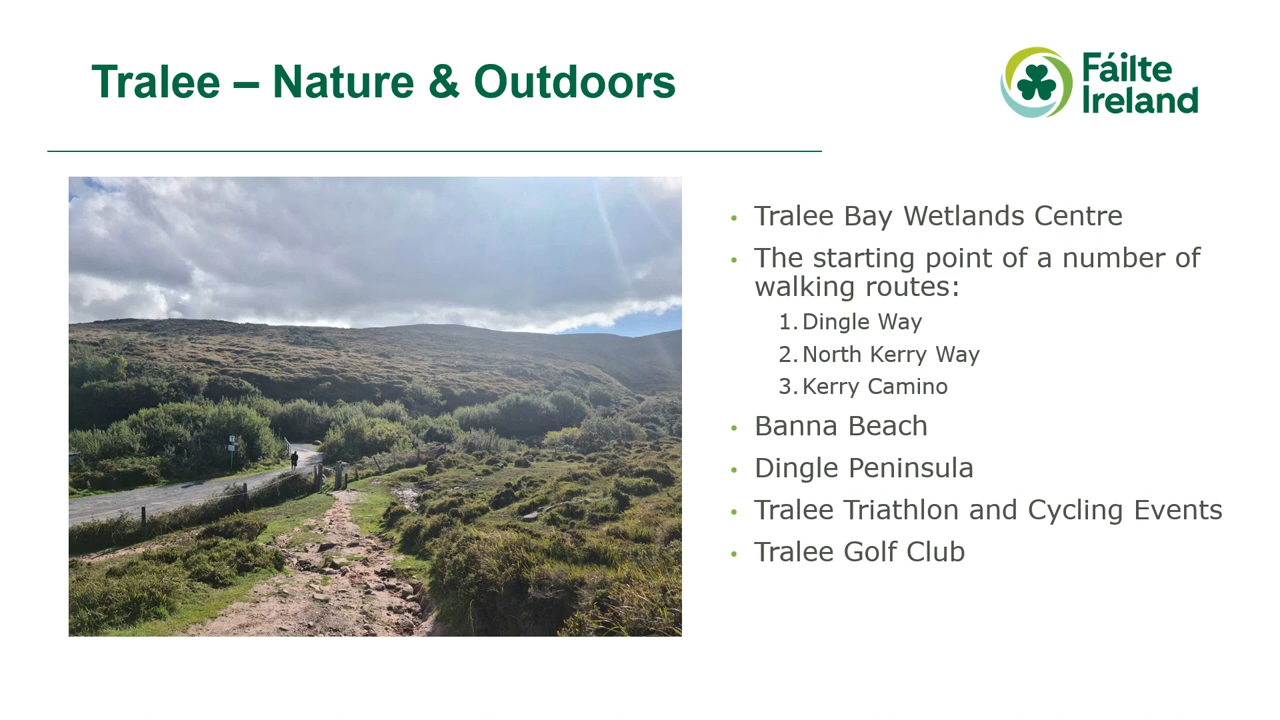 Tralee – Nature & Outdoors
Fáilte
Ireland
• Tralee Bay Wetlands Centre
• The starting point of a number of
walking routes:
1. Dingle Way
2. North Kerry Way
3. Kerry Camino
• Banna Beach
• Dingle Peninsula
• Tralee Triathlon and Cycling Events
• Tralee Golf Club